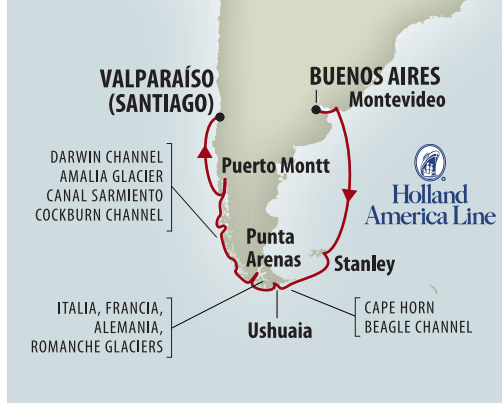 VALPARAÍSO
(SANTIAGO)
BUENOS AIRES
Montevideo
DARWIN CHANNEL
AMALIA GLACIER
CANAL SARMIENTO
COCKBURN CHANNEL
Puerto Montt
Holland
America Line
Punta
Arenas
Stanley
ITALIA, FRANCIA,
ALEMANIA,
ROMANCHE GLACIERS
Ushuaia
CAPE HORN
BEAGLE CHANNEL